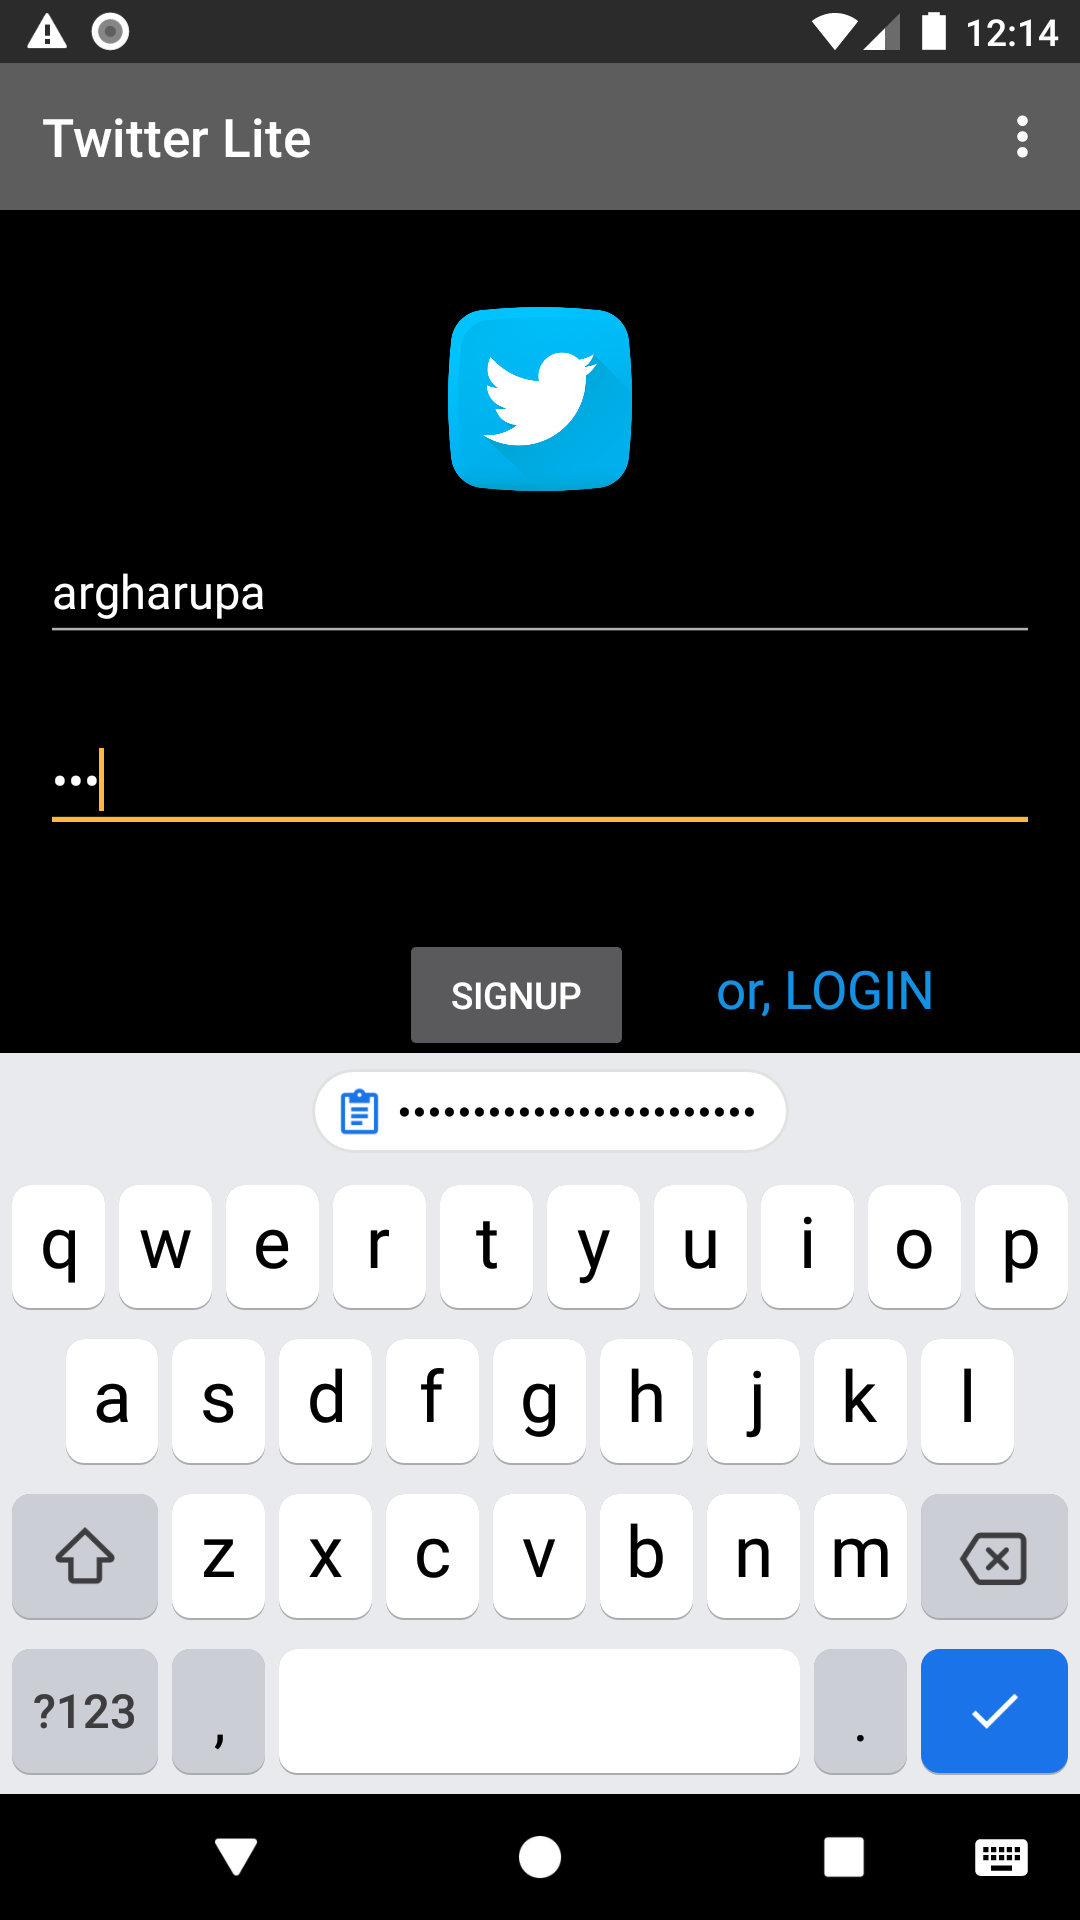 12:14
Twitter Lite
argharupa
•••
SIGNUP or, LOGIN
••••••••••••••••••••••••
q w e r t y u i o p
a s d f g h j k l
z x c v b n m
?123 , .